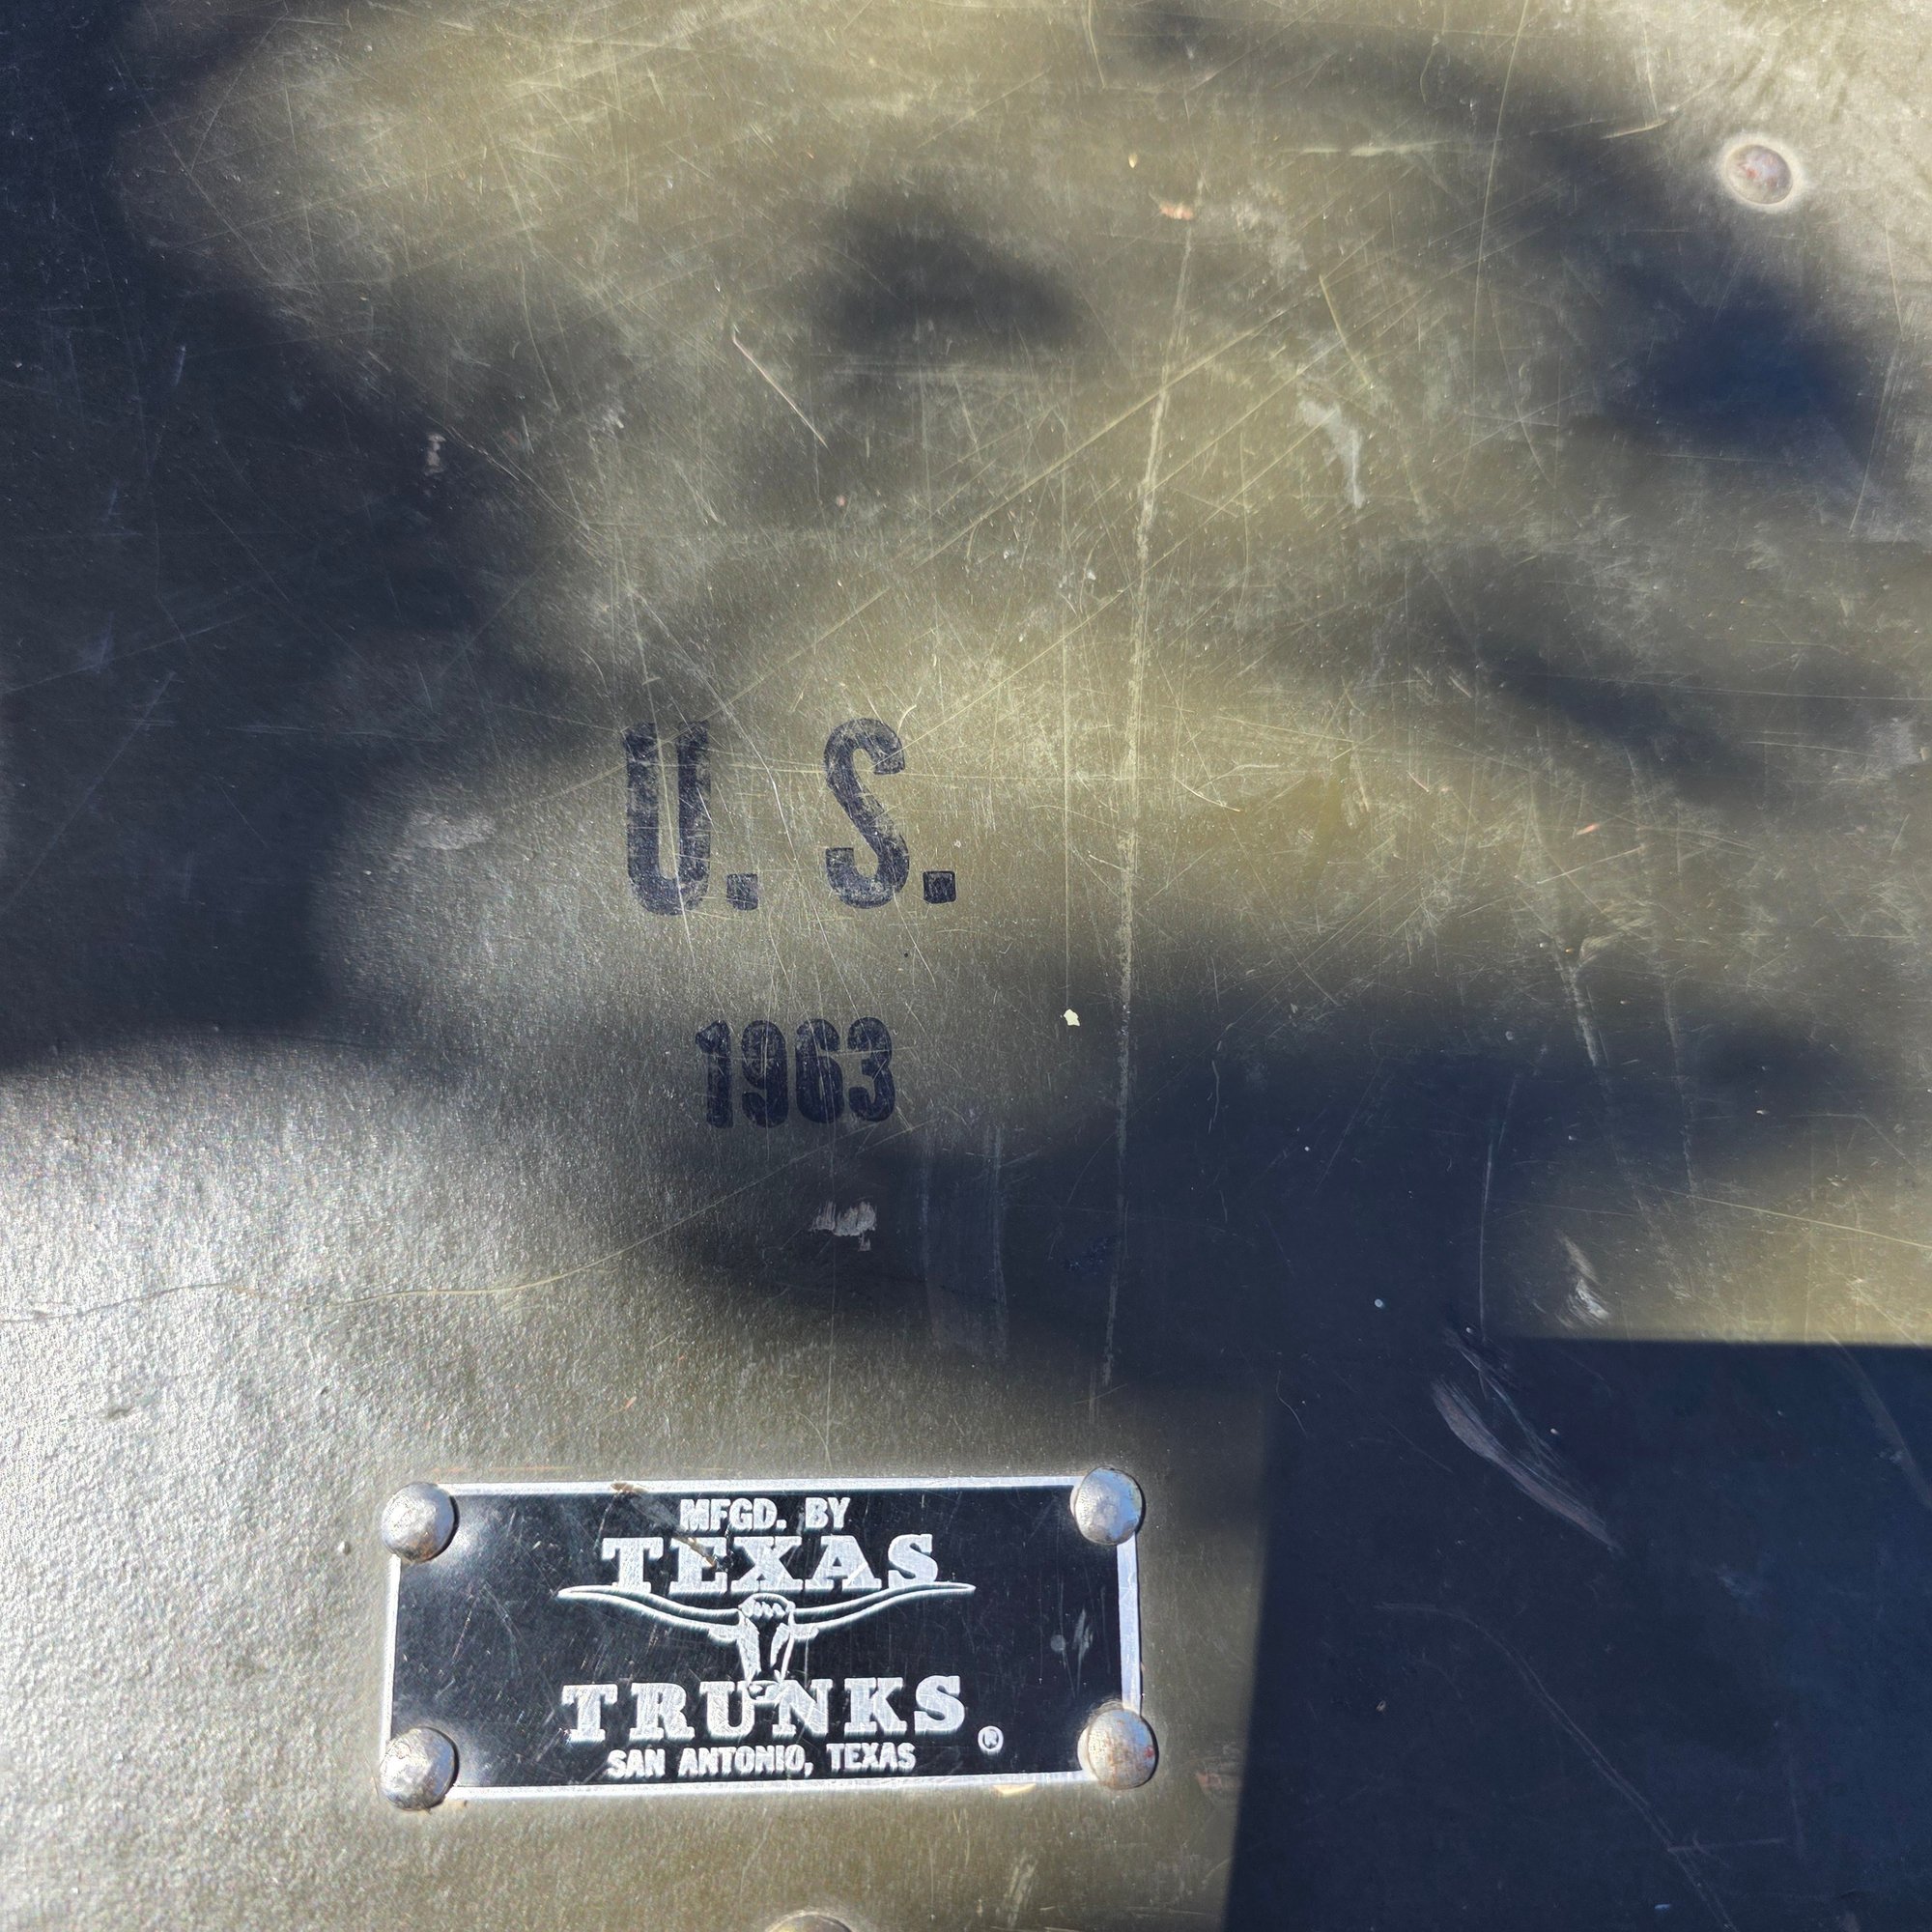 U. S.
1963
MFGD. BY
TEXAS
TRUNKS
®
SAN ANTONIO, TEXAS